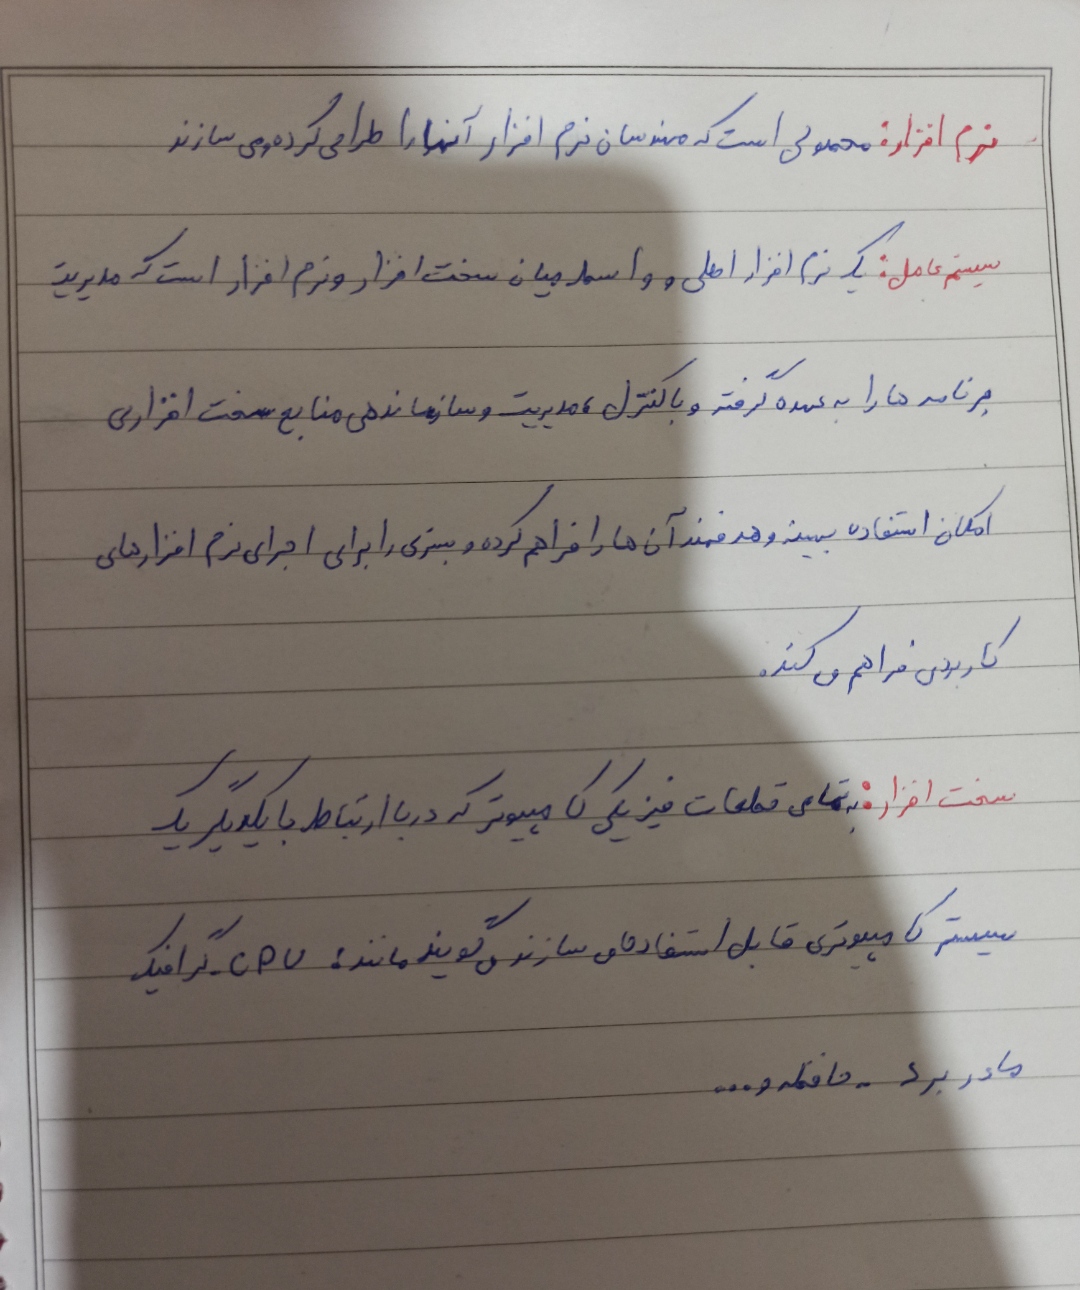 نرم افزار: محصولی است که مهندسان نرم افزار آنها را طراحی کرده و می سازند
سیستم عامل: یک نرم افزار اصلی و واسط میان سخت افزار و نرم افزار است که مدیریت
برنامه ها را به عهده گرفته و با کنترل، مدیریت و سازماندهی منابع سخت افزاری
امکان استفاده بهینه و هدفمند آن ها را فراهم کرده و بستری را برای اجرای نرم افزارهای
کاربردی فراهم می کند.
سخت افزار: به تمامی قطعات فیزیکی کامپیوتر که در با ارتباط با یکدیگر یک
سیستم کامپیوتری قابل استفاده می سازند می گویند مانند: CPU - گرافیک
مادربرد - حافظه و ...